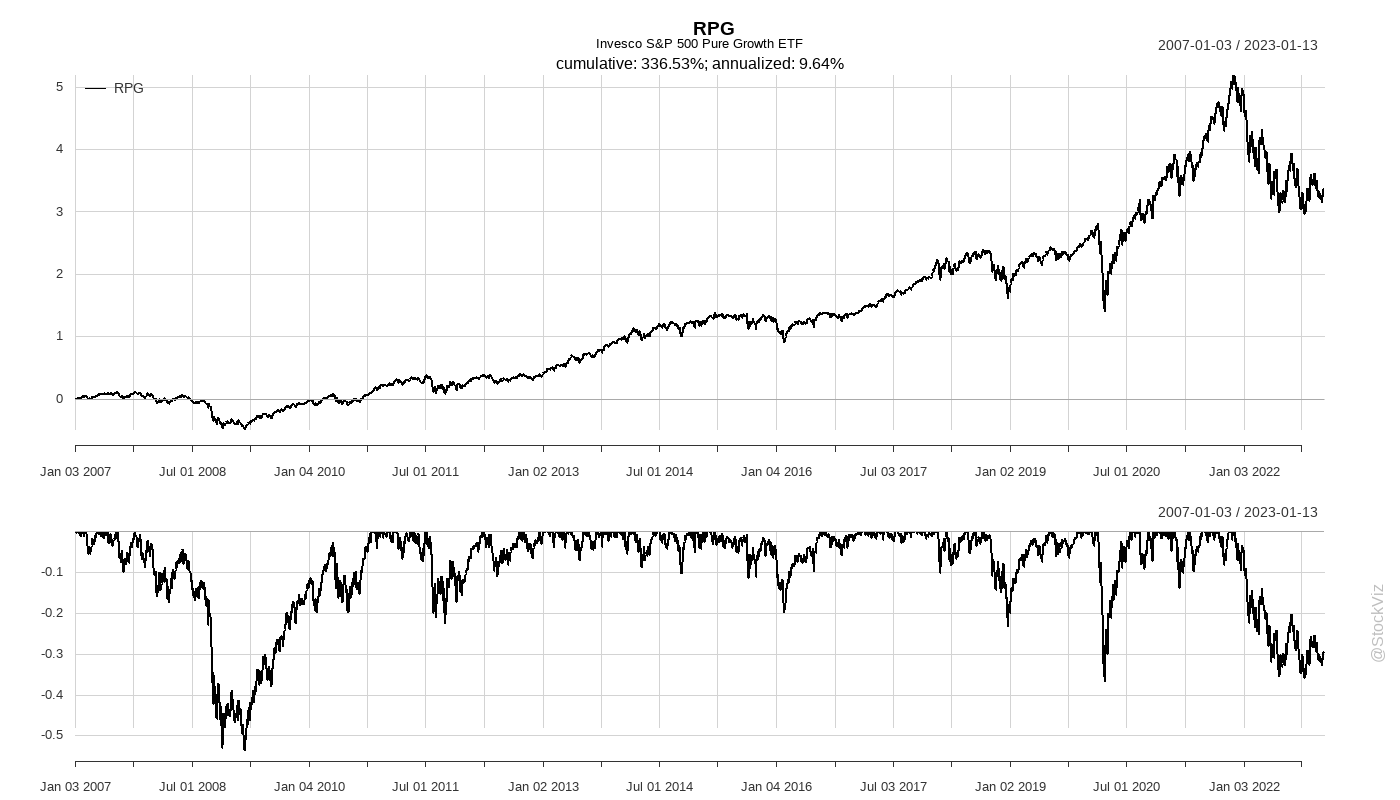 RPG
Invesco S&P 500 Pure Growth ETF
2007-01-03 / 2023-01-13
cumulative: 336.53%; annualized: 9.64%
RPG
5
4
3
2
1
0
Jan 03 2007 Jul 01 2008 Jan 04 2010 Jul 01 2011 Jan 02 2013 Jul 01 2014 Jan 04 2016 Jul 03 2017 Jan 02 2019 Jul 01 2020 Jan 03 2022
2007-01-03 / 2023-01-13
-0.1
-0.2
-0.3
-0.4
-0.5
Jan 03 2007 Jul 01 2008 Jan 04 2010 Jul 01 2011 Jan 02 2013 Jul 01 2014 Jan 04 2016 Jul 03 2017 Jan 02 2019 Jul 01 2020 Jan 03 2022
@StockViz